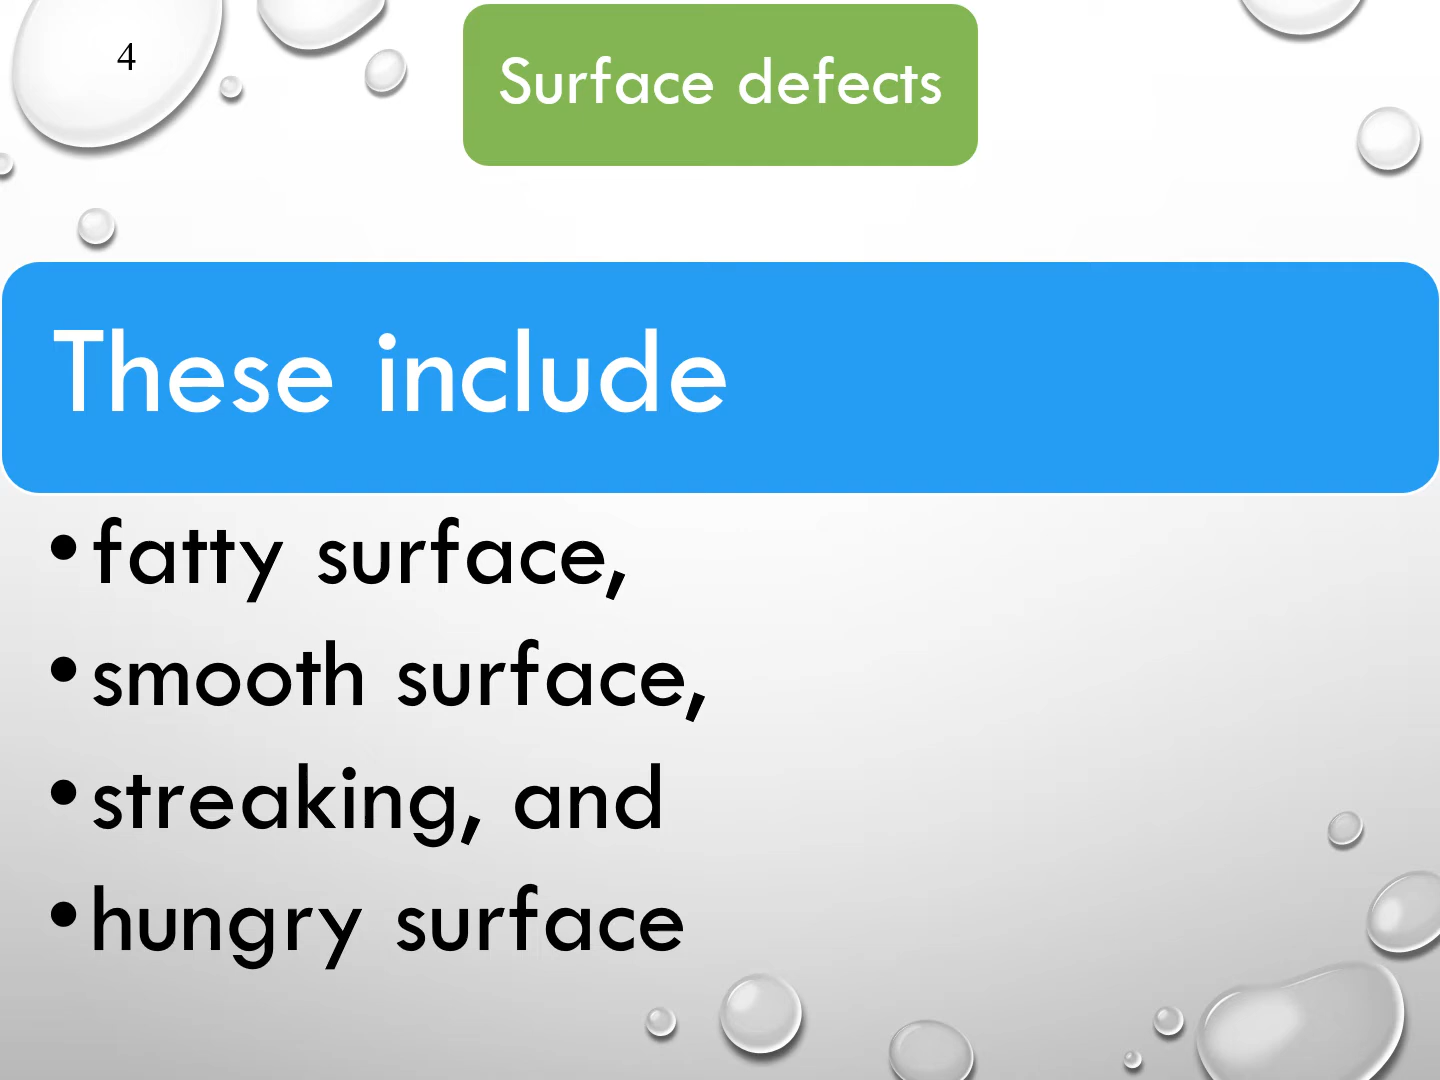 4
Surface defects
These include
•fatty surface,
•smooth surface,
•streaking, and
•hungry surface